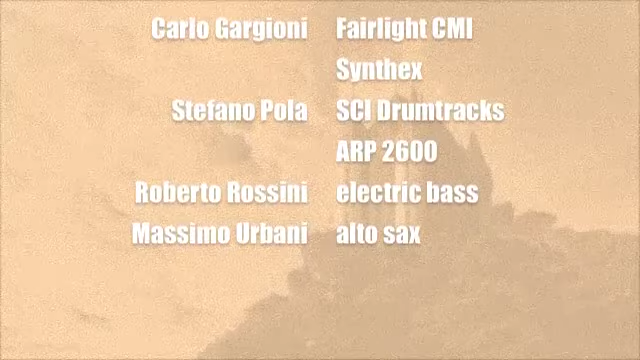 Carlo Gargioni Fairlight CMI
Synthex
Stefano Pola SCI Drumtracks
ARP 2600
Roberto Rossini electric bass
Massimo Urbani alto sax